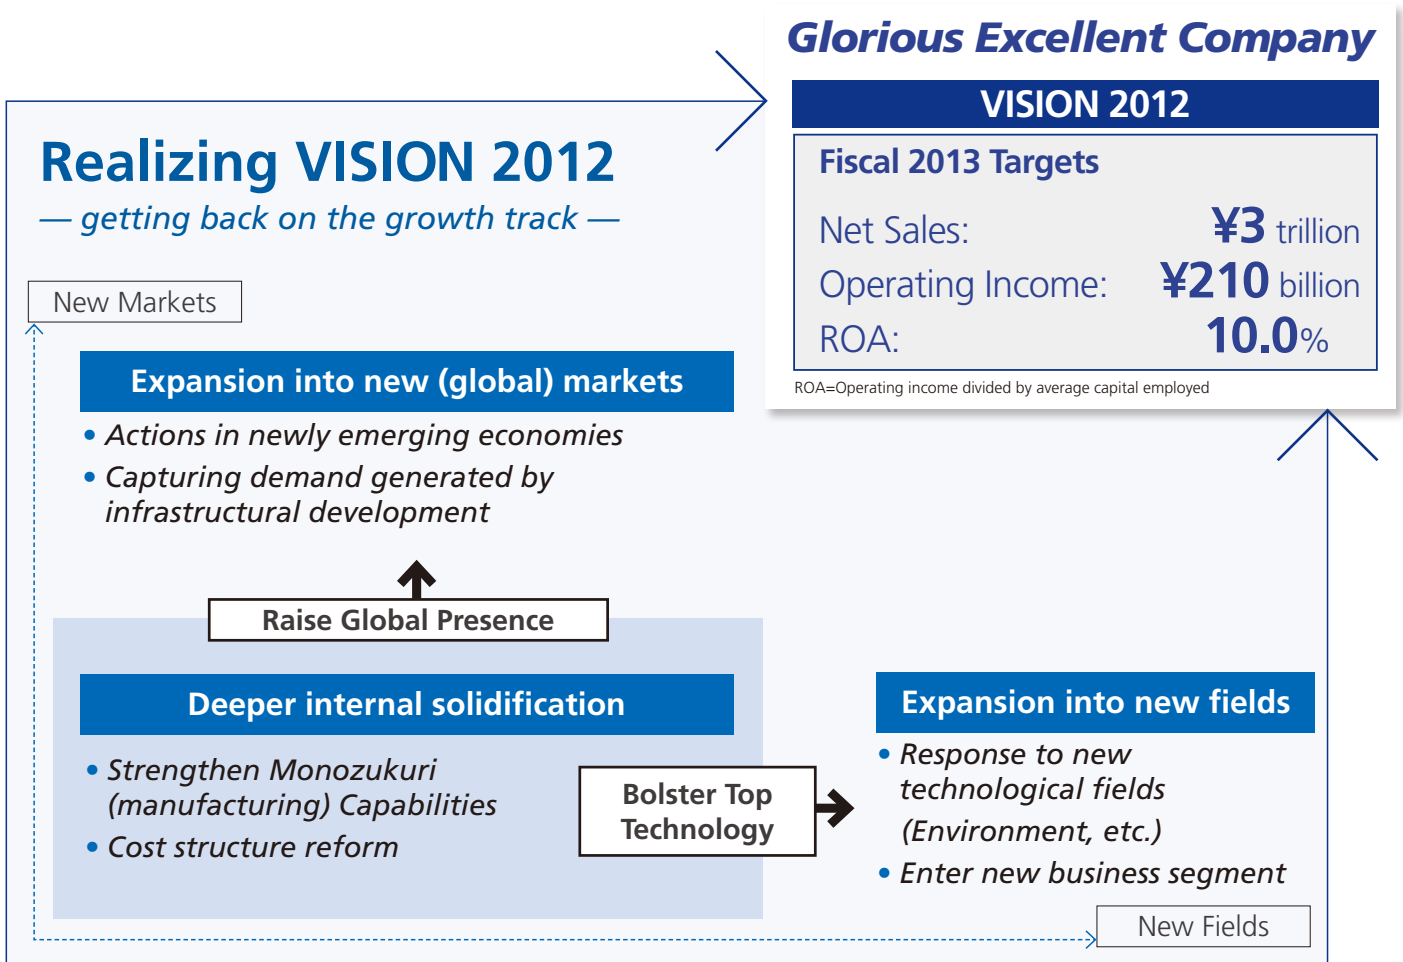 Glorious Excellent Company
VISION 2012
Fiscal 2013 Targets
Net Sales: ¥3 trillion
Operating Income: ¥210 billion
ROA: 10.0%
ROA=Operating income divided by average capital employed
Realizing VISION 2012
— getting back on the growth track —
New Markets
Expansion into new (global) markets
• Actions in newly emerging economies
• Capturing demand generated by
infrastructural development
Raise Global Presence
Deeper internal solidification
• Strengthen Monozukuri
(manufacturing) Capabilities
• Cost structure reform
Bolster Top
Technology
Expansion into new fields
• Response to new
technological fields
(Environment, etc.)
• Enter new business segment
New Fields